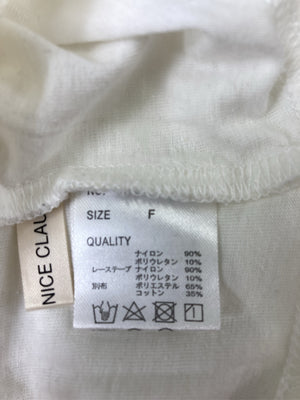 SIZE F
QUALITY
ナイロン 90%
ポリウレタン 10%
レーステープ ナイロン 90%
ポリウレタン 10%
別布 ポリエステル 65%
コットン 35%
NICE CLAU